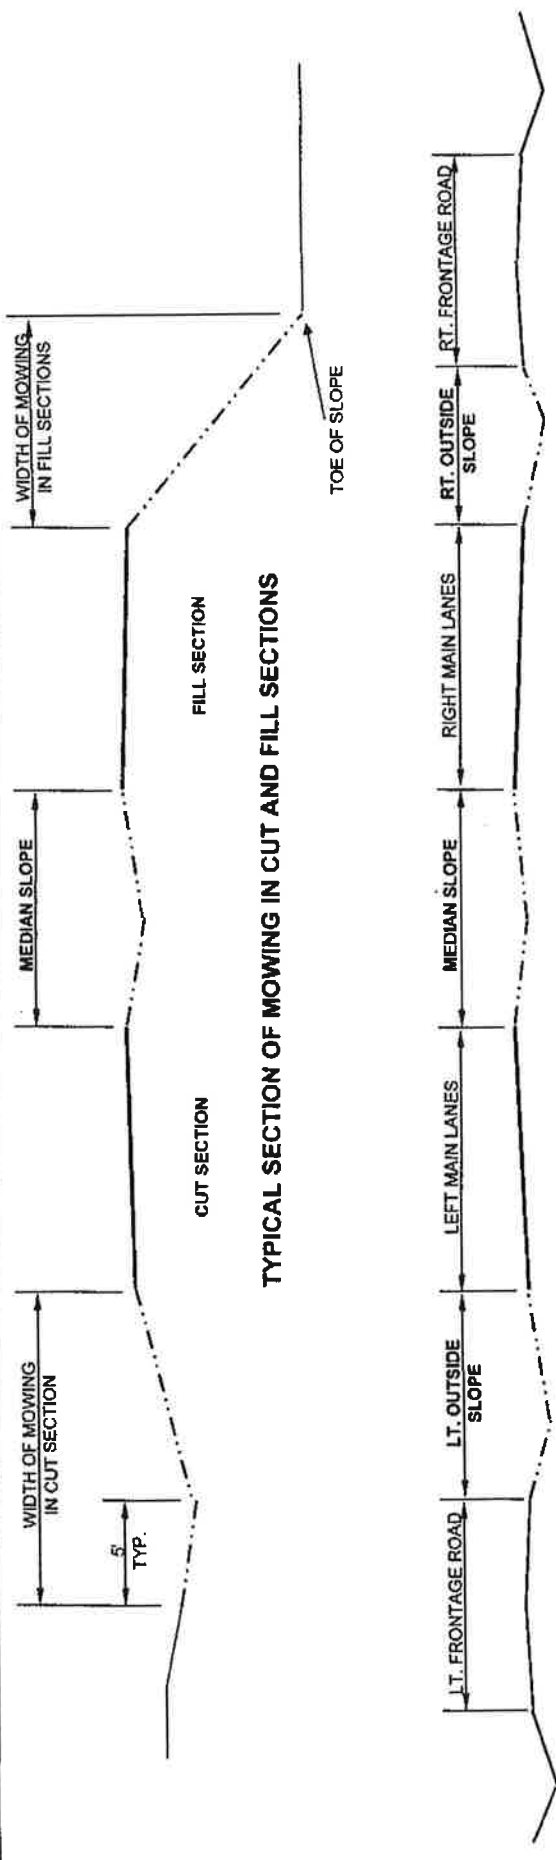 WIDTH OF MOWING
IN CUT SECTION
5'
TYP.
MEDIAN SLOPE
WIDTH OF MOWING
IN FILL SECTIONS
CUT SECTION
FILL SECTION
TOE OF SLOPE
TYPICAL SECTION OF MOWING IN CUT AND FILL SECTIONS
LT. FRONTAGE ROAD
LT. OUTSIDE
SLOPE
LEFT MAIN LANES
MEDIAN SLOPE
RIGHT MAIN LANES
RT. OUTSIDE
SLOPE
RT. FRONTAGE ROAD